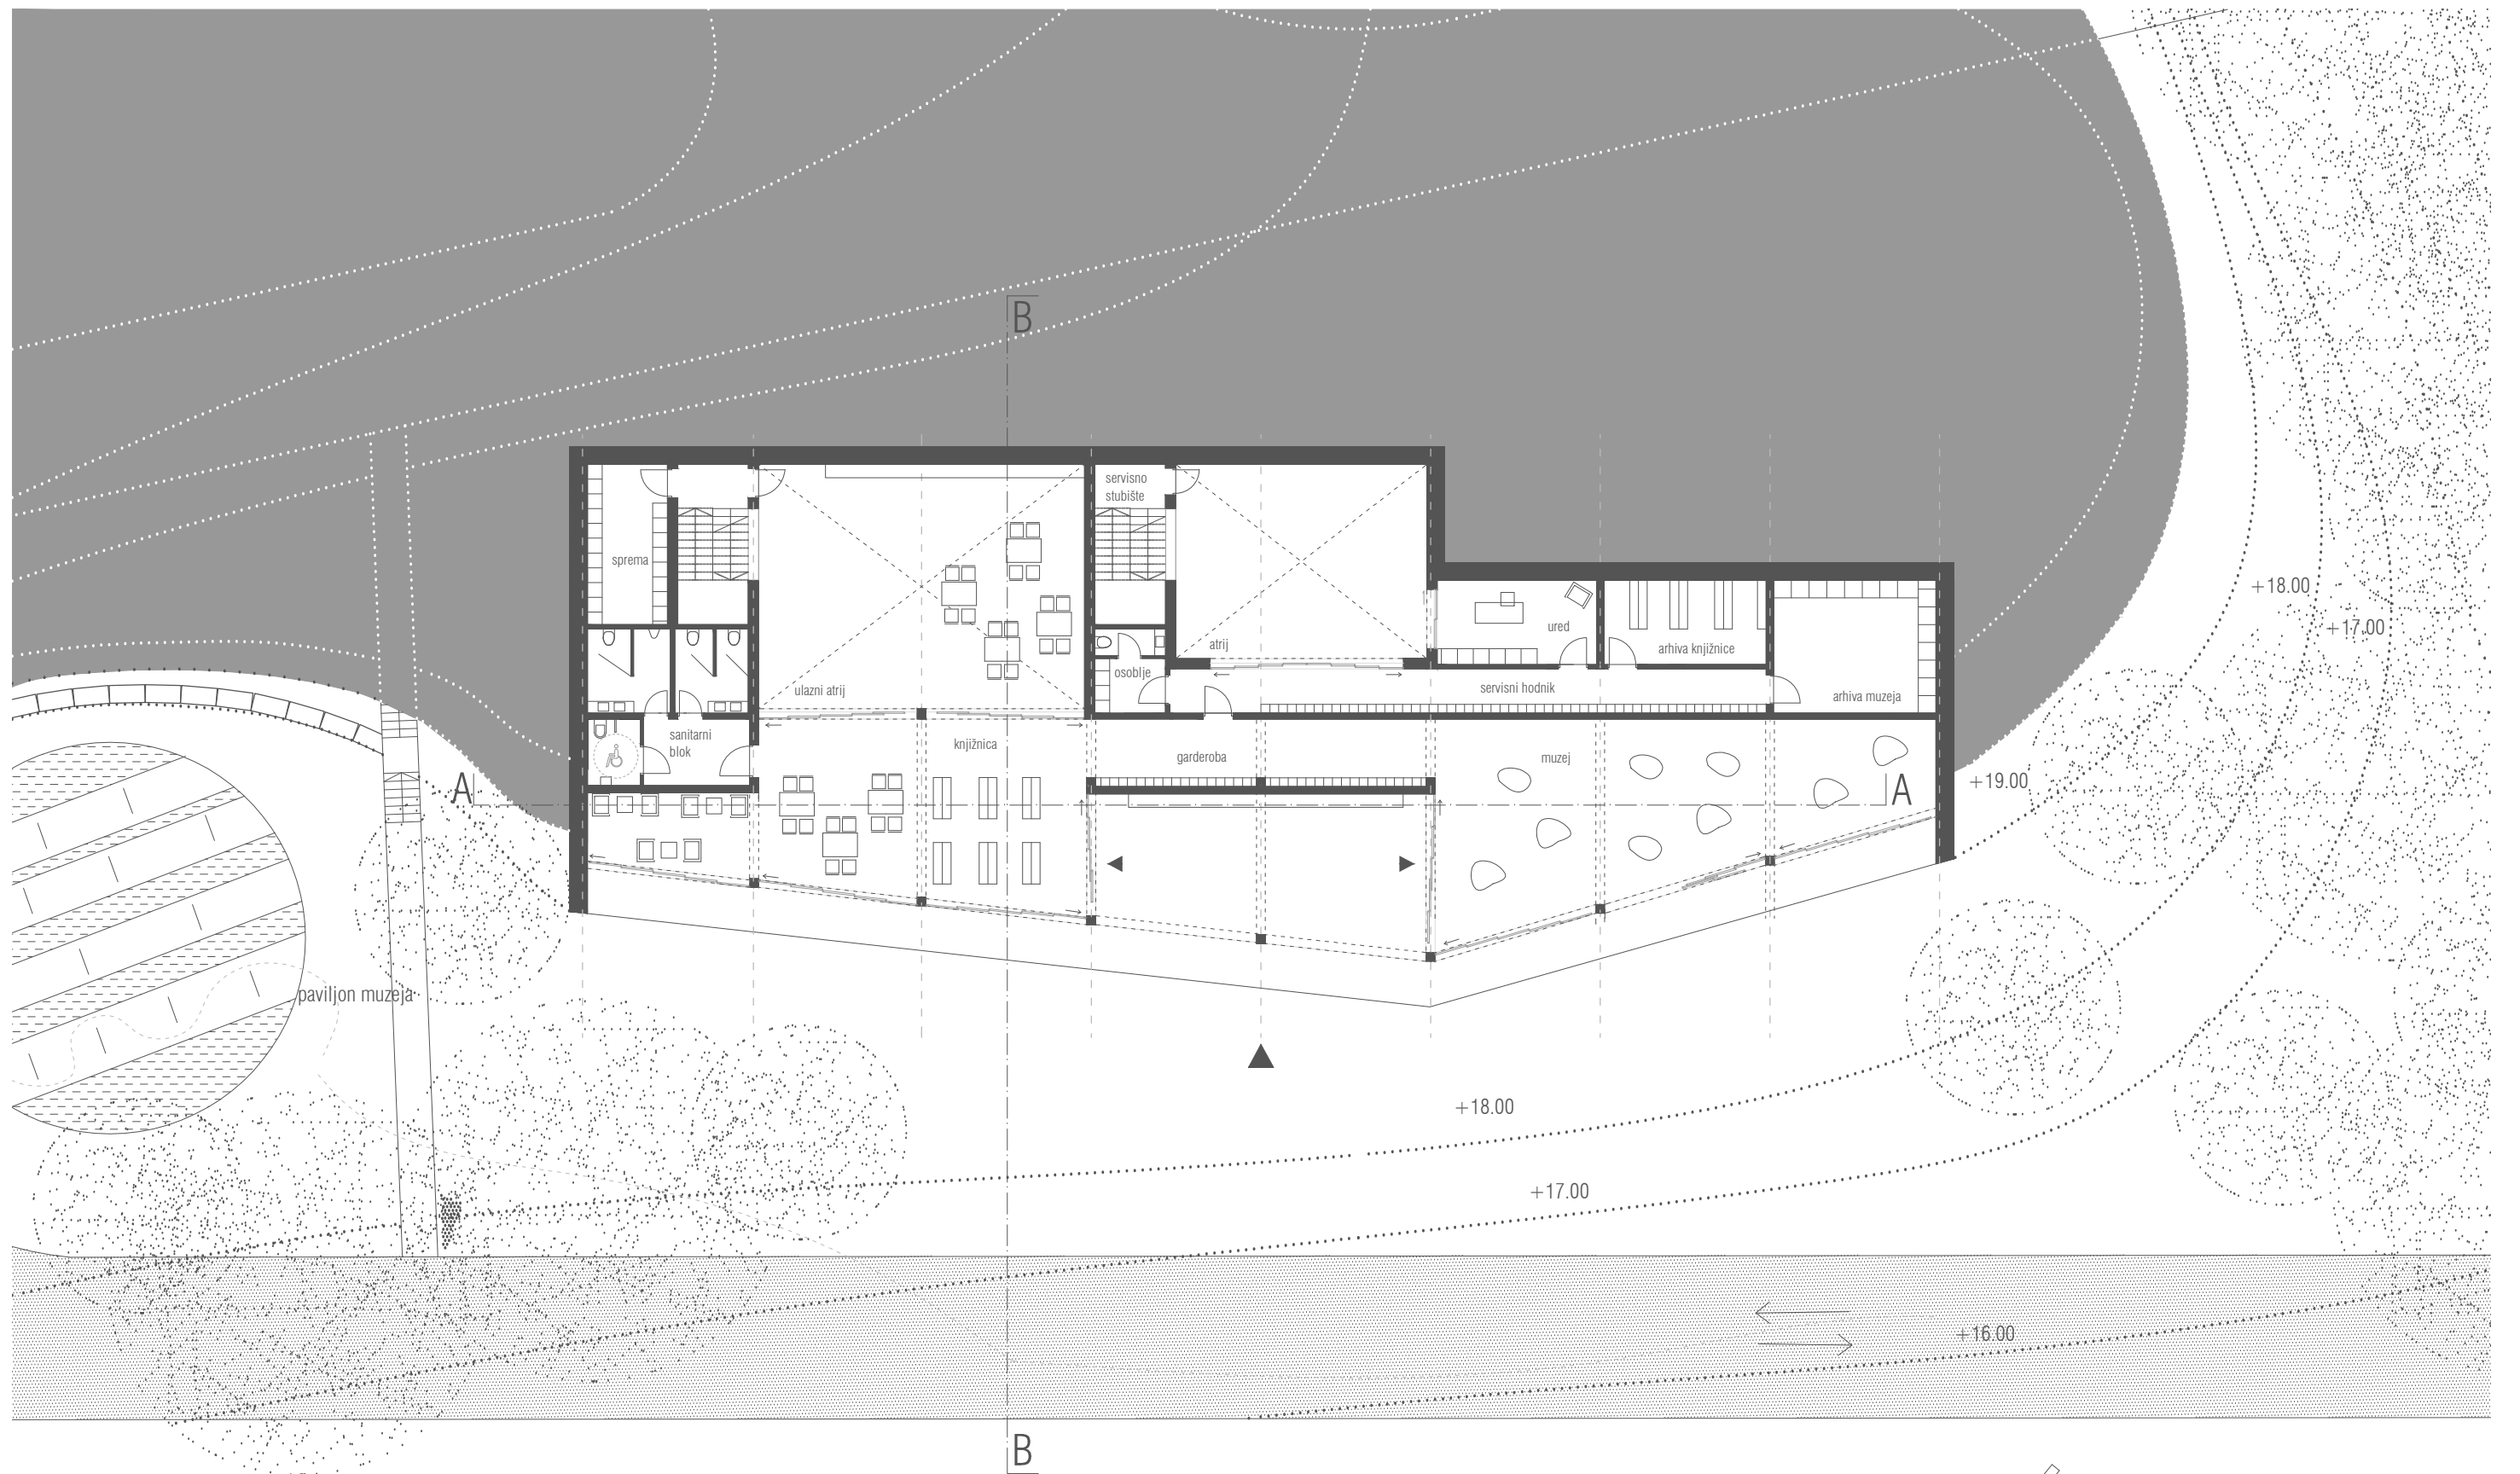 B
servisno
stubište
sprema
+18.00
ured
+17.00
atrij
arhiva knjižnice
osoblje
ulazni atrij
servisni hodnik
arhiva muzeja
sanitarni
blok
knjižnica
garderoba
muzej
+19.00
A
A
paviljon muzeja
+18.00
+17.00
+16.00
B